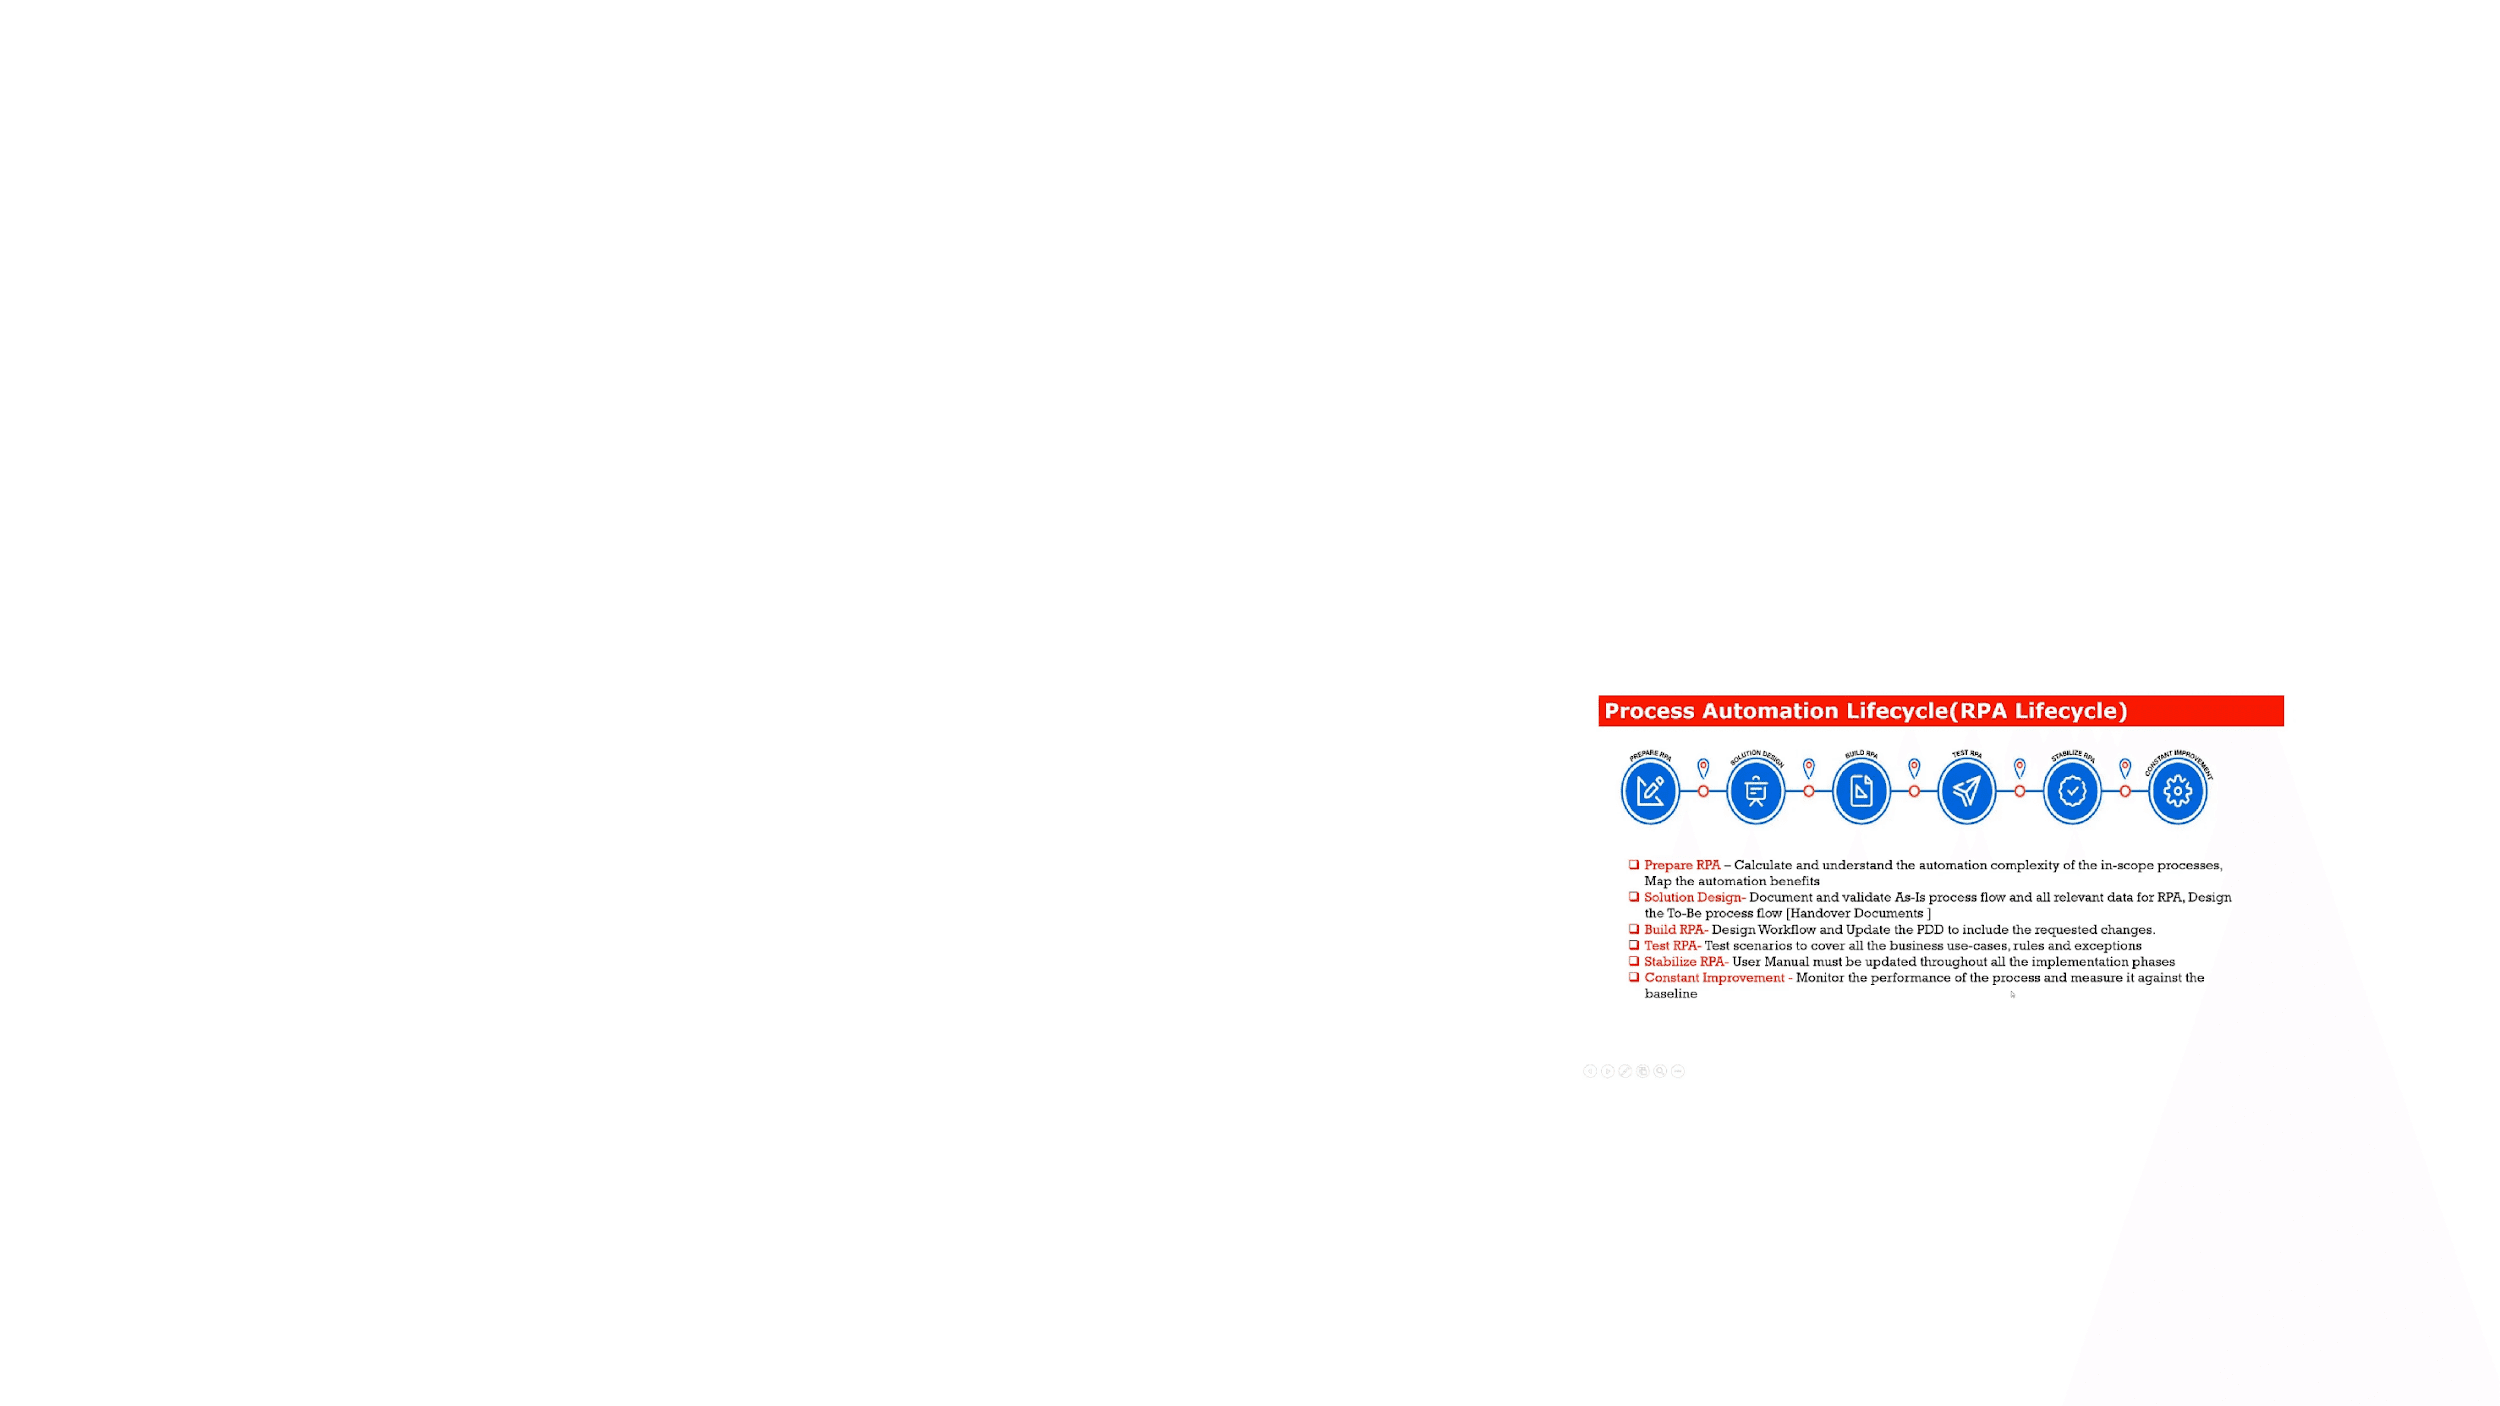 Process Automation Lifecycle(RPA Lifecycle)
PREPARE RPA
SOLUTION DESIGN
BUILD RPA
TEST RPA
STABILIZE RPA
CONSTANT IMPROVEMENT
Prepare RPA – Calculate and understand the automation complexity of the in-scope processes,
Map the automation benefits
Solution Design- Document and validate As-Is process flow and all relevant data for RPA, Design
the To-Be process flow [Handover Documents ]
Build RPA- Design Workflow and Update the PDD to include the requested changes.
Test RPA- Test scenarios to cover all the business use-cases, rules and exceptions
Stabilize RPA- User Manual must be updated throughout all the implementation phases
Constant Improvement - Monitor the performance of the process and measure it against the
baseline